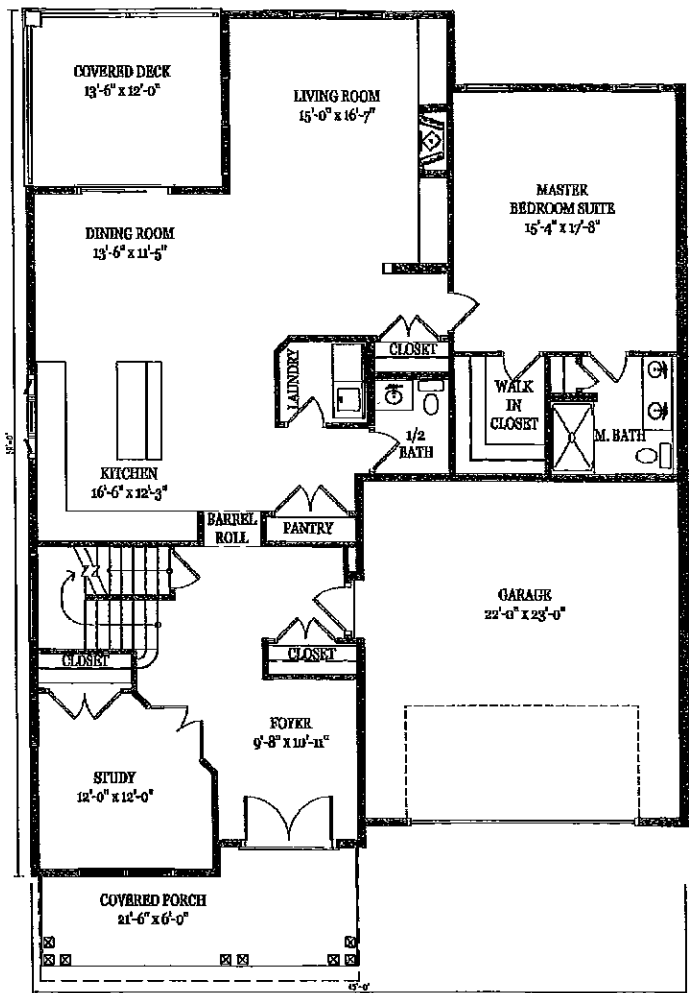 COVERED DECK
13'-6" x 12'-0"
LIVING ROOM
15'-0" x 16'-7"
MASTER
BEDROOM SUITE
15'-4" x 17'-8"
DINING ROOM
13'-6" x 11'-5"
CLOSET
LAUNDRY
WALK
IN
CLOSET
1/2
BATH
M. BATH
KITCHEN
16'-6" x 12'-3"
BARREL
ROLL
PANTRY
GARAGE
22'-0" x 23'-0"
CLOSET
CLOSET
FOYER
9'-8" x 10'-11"
STUDY
12'-0" x 12'-0"
COVERED PORCH
21'-6" x 6'-0"
45'-0"